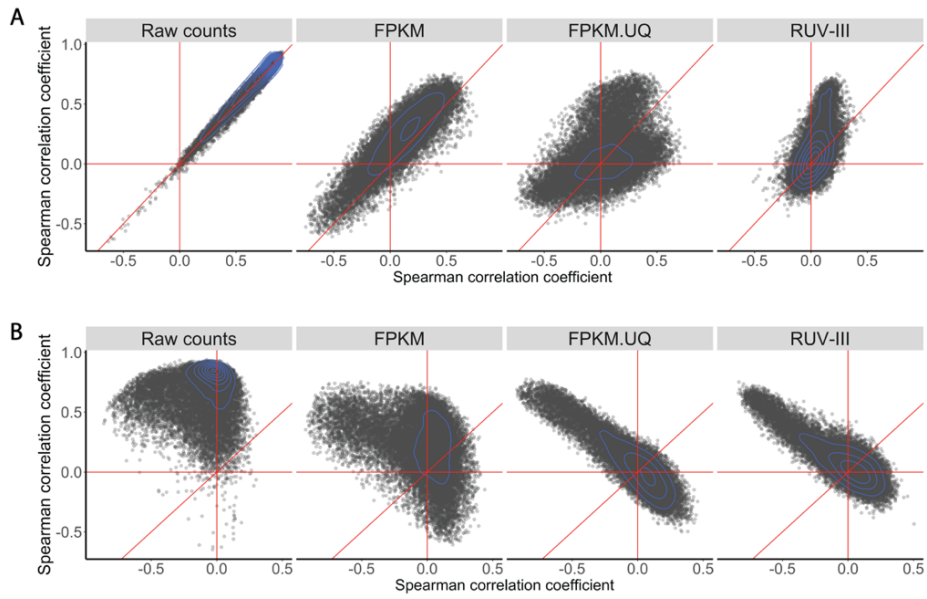 A
Raw counts FPKM FPKM.UQ RUV-III
Spearman correlation coefficient
1.0
0.5
0.0
-0.5
-0.5 0.0 0.5 -0.5 0.0 0.5 -0.5 0.0 0.5 -0.5 0.0 0.5
Spearman correlation coefficient
B
Raw counts FPKM FPKM.UQ RUV-III
Spearman correlation coefficient
1.0
0.5
0.0
-0.5
-0.5 0.0 0.5 -0.5 0.0 0.5 -0.5 0.0 0.5 -0.5 0.0 0.5
Spearman correlation coefficient